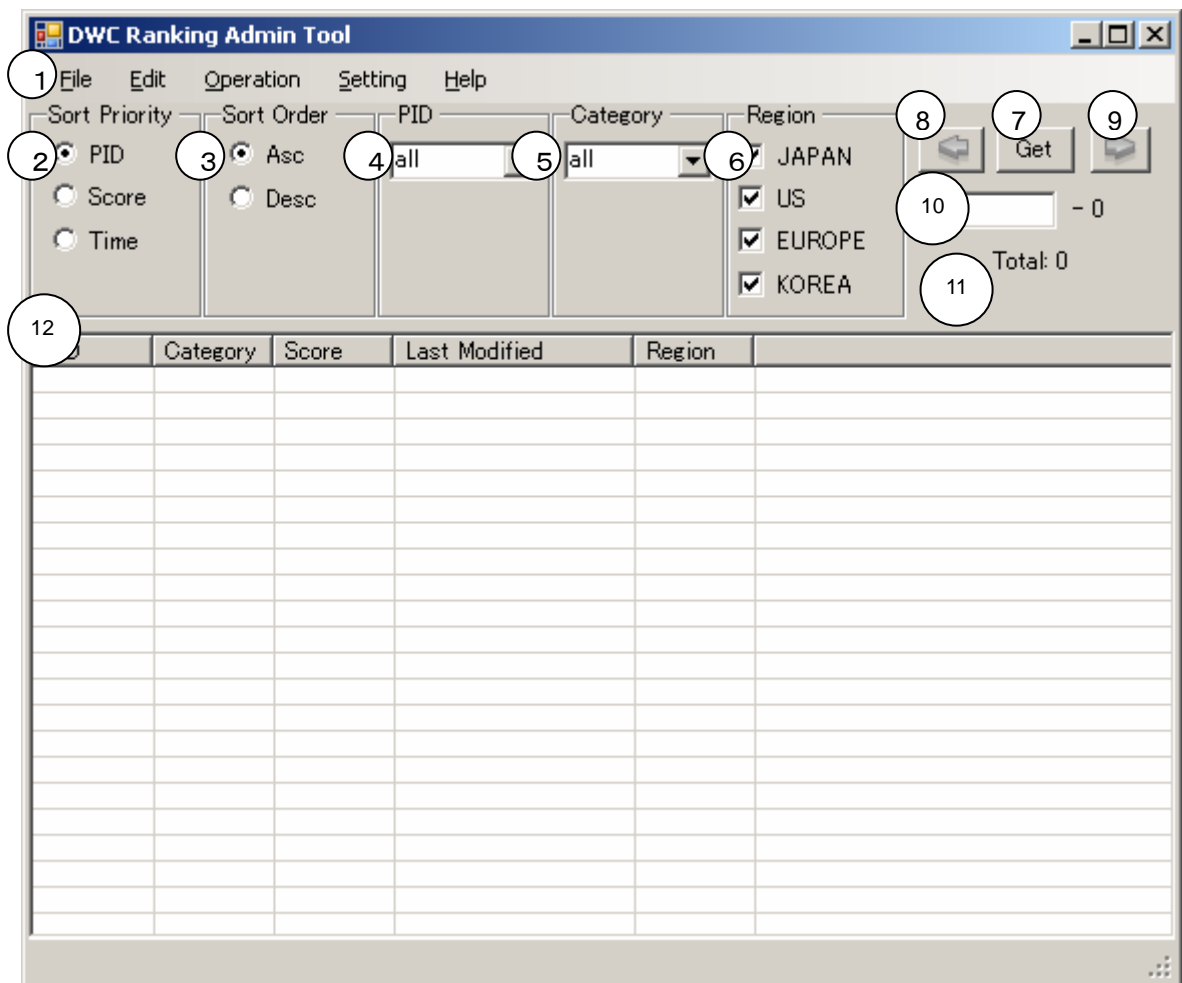 DWC Ranking Admin Tool
1 File Edit Operation Setting Help
Sort Priority Sort Order PID Category Region
8 7 Get 9
2 PID 3 Asc 4 all 5 all 6 JAPAN
Score Desc US 10 - 0
Time EUROPE
11 Total: 0
KOREA
12
Category Score Last Modified Region